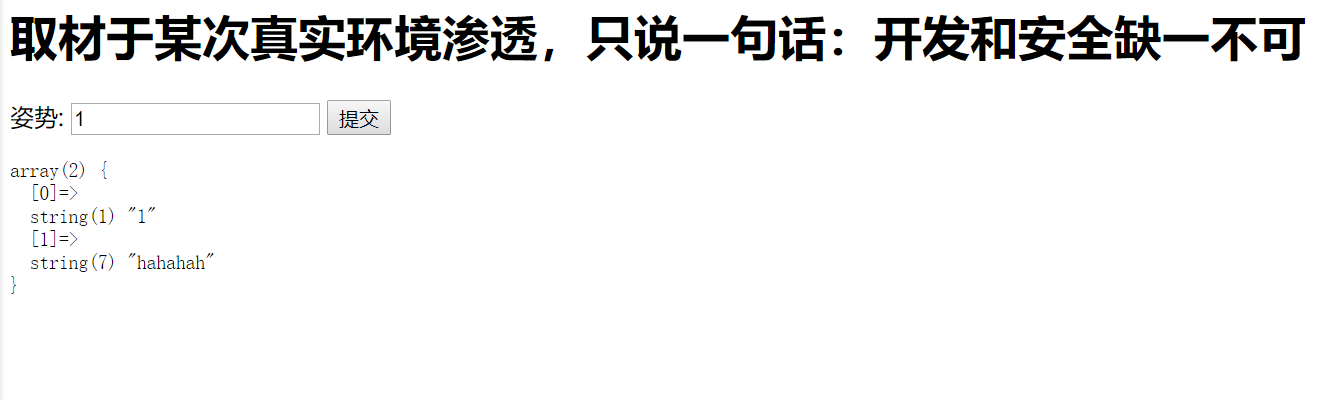 取材于某次真实环境渗透，只说一句话：开发和安全缺一不可
姿势: 1 提交
array(2) {
  [0]=>
  string(1) "1"
  [1]=>
  string(7) "hahahah"
}